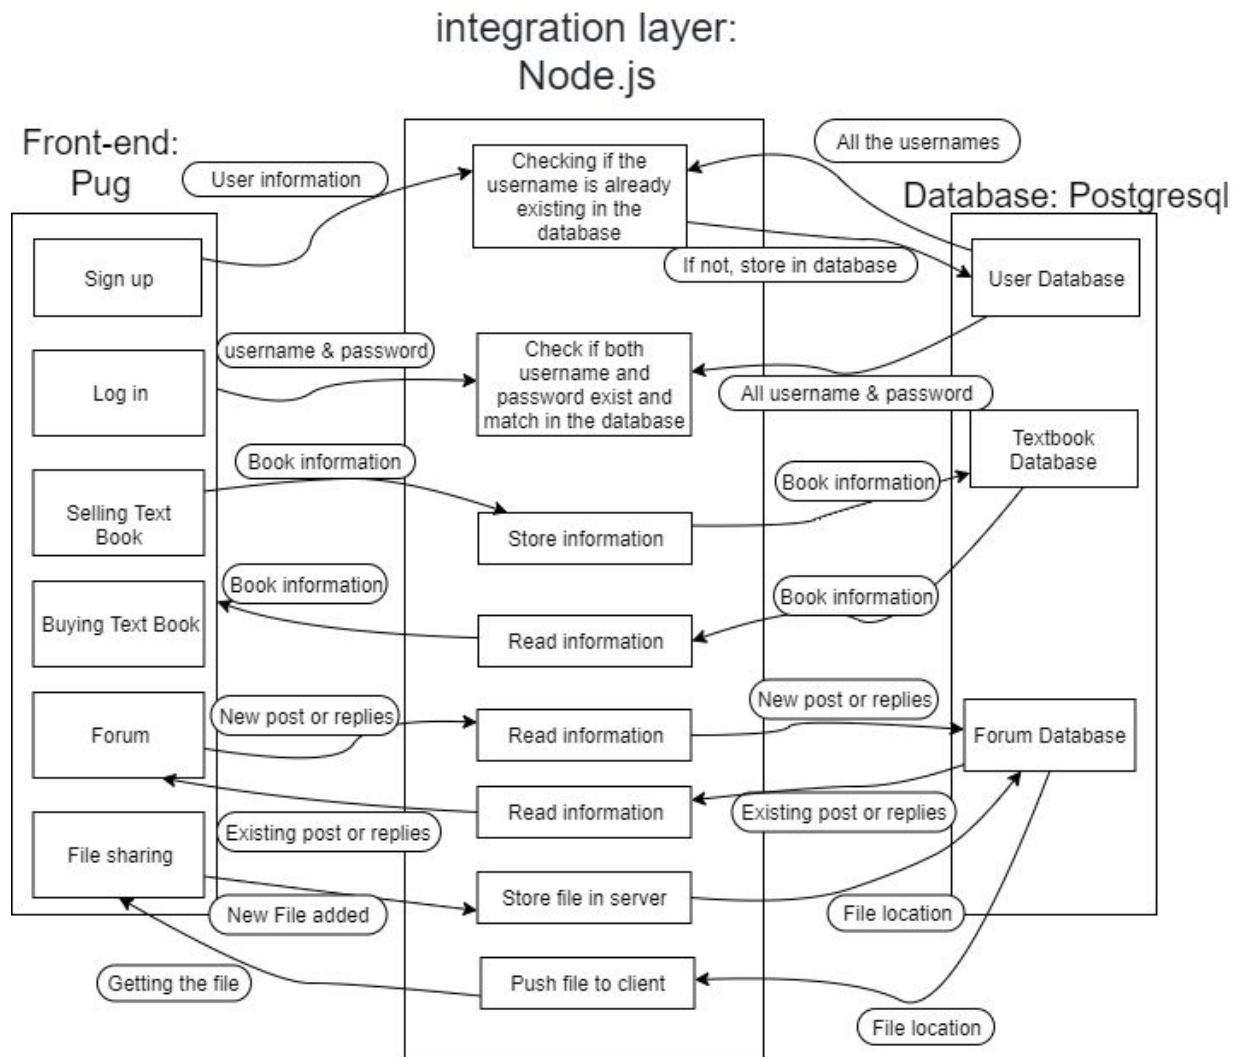 integration layer:
Node.js
Front-end:
Pug
Database: Postgresql
User information
Checking if the
username is already
existing in the
database
All the usernames
Sign up
If not, store in database
User Database
username & password
Log in
Check if both
username and
password exist and
match in the database
All username & password
Textbook
Database
Book information
Selling Text
Book
Store information
Book information
Book information
Buying Text Book
Read information
Book information
New post or replies
Forum
Read information
New post or replies
Forum Database
Read information
Existing post or replies
Existing post or replies
File sharing
New File added
Store file in server
File location
Getting the file
Push file to client
File location